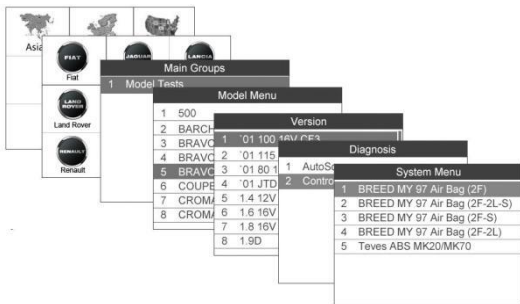 Asia
FIAT
JAGUAR
LANCIA
Fiat
LAND ROVER
Land Rover
RENAULT
Renault
Main Groups
1 Model Tests
Model Menu
1 500
2 BARCH
3 BRAVO
4 BRAVO
5 BRAVO
6 COUPE
7 CROMA
8 CROMA
Version
1 `01 100 16V CF3
2 `01 115
3 `01 80 1
4 `01 JTD
5 1.4 12V
6 1.6 16V
7 1.8 16V
8 1.9D
Diagnosis
1 AutoSc
2 Contro
System Menu
1 BREED MY 97 Air Bag (2F)
2 BREED MY 97 Air Bag (2F-2L-S)
3 BREED MY 97 Air Bag (2F-S)
4 BREED MY 97 Air Bag (2F-2L)
5 Teves ABS MK20/MK70